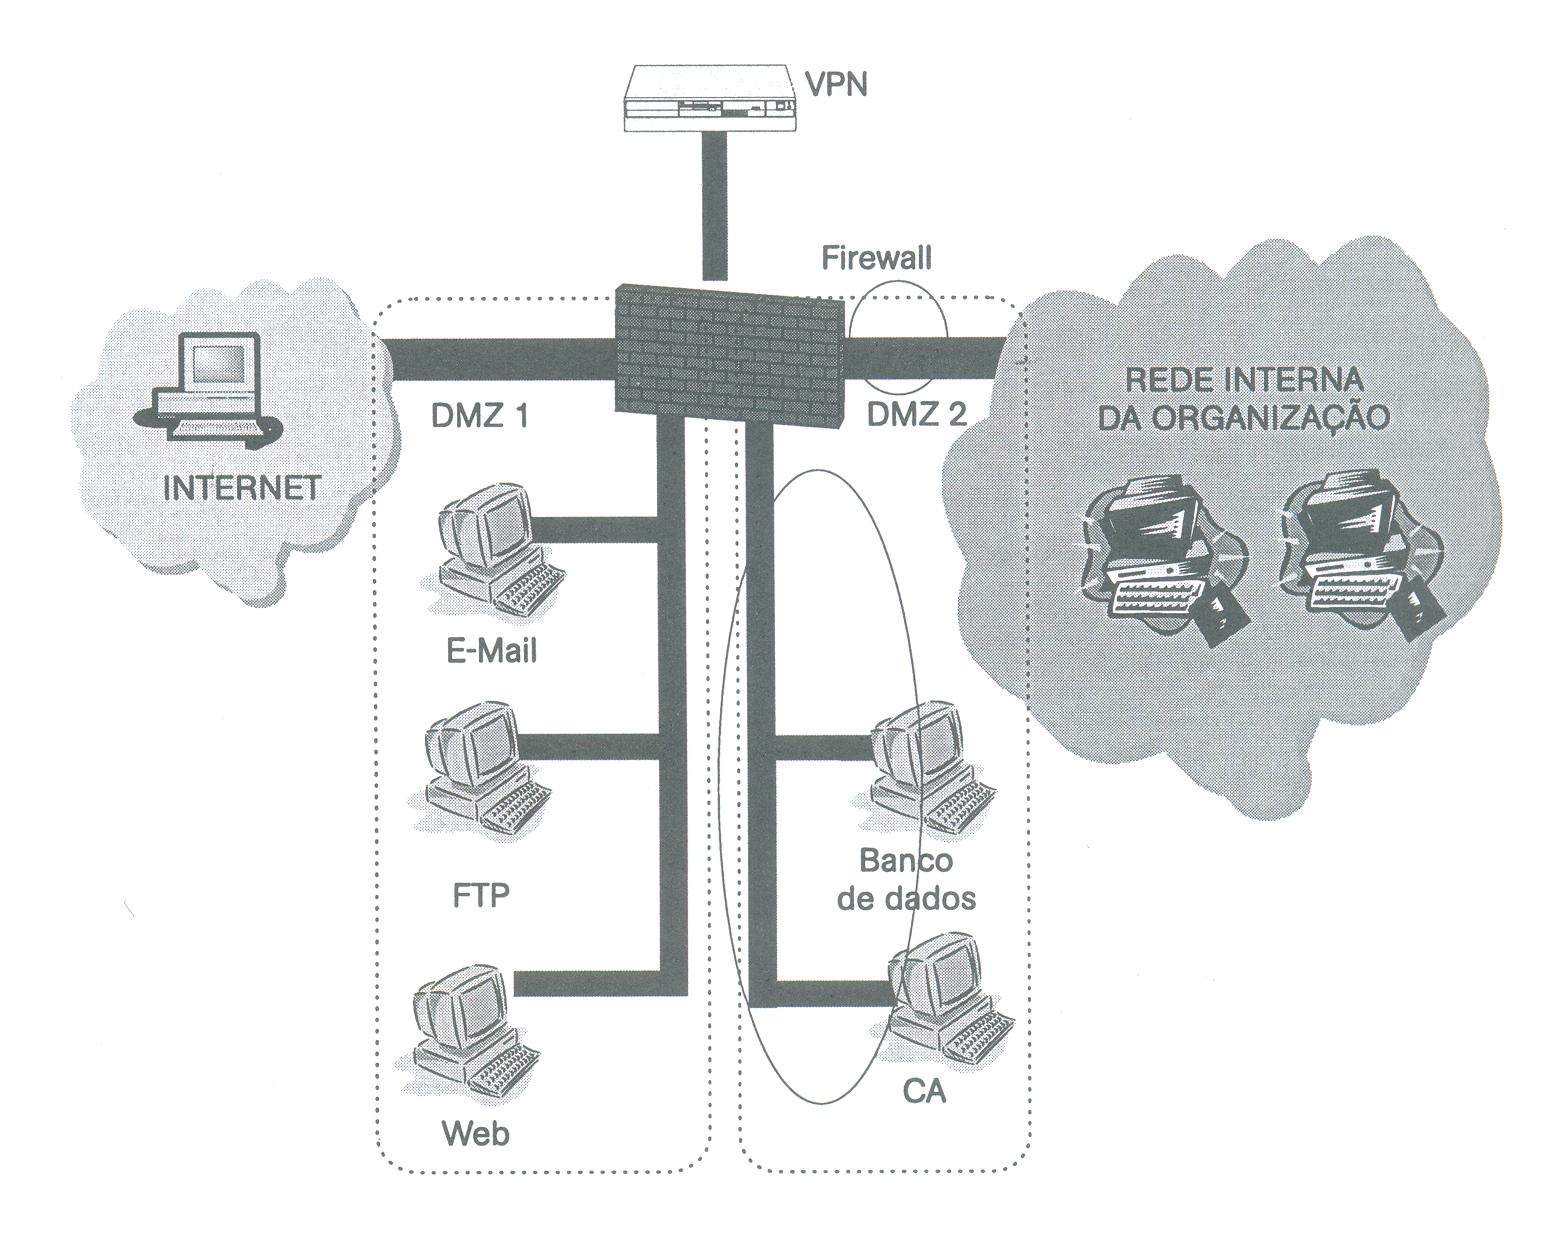 VPN
Firewall
DMZ 1
DMZ 2
INTERNET
REDE INTERNA
DA ORGANIZAÇÃO
E-Mail
FTP
Banco
de dados
Web
CA